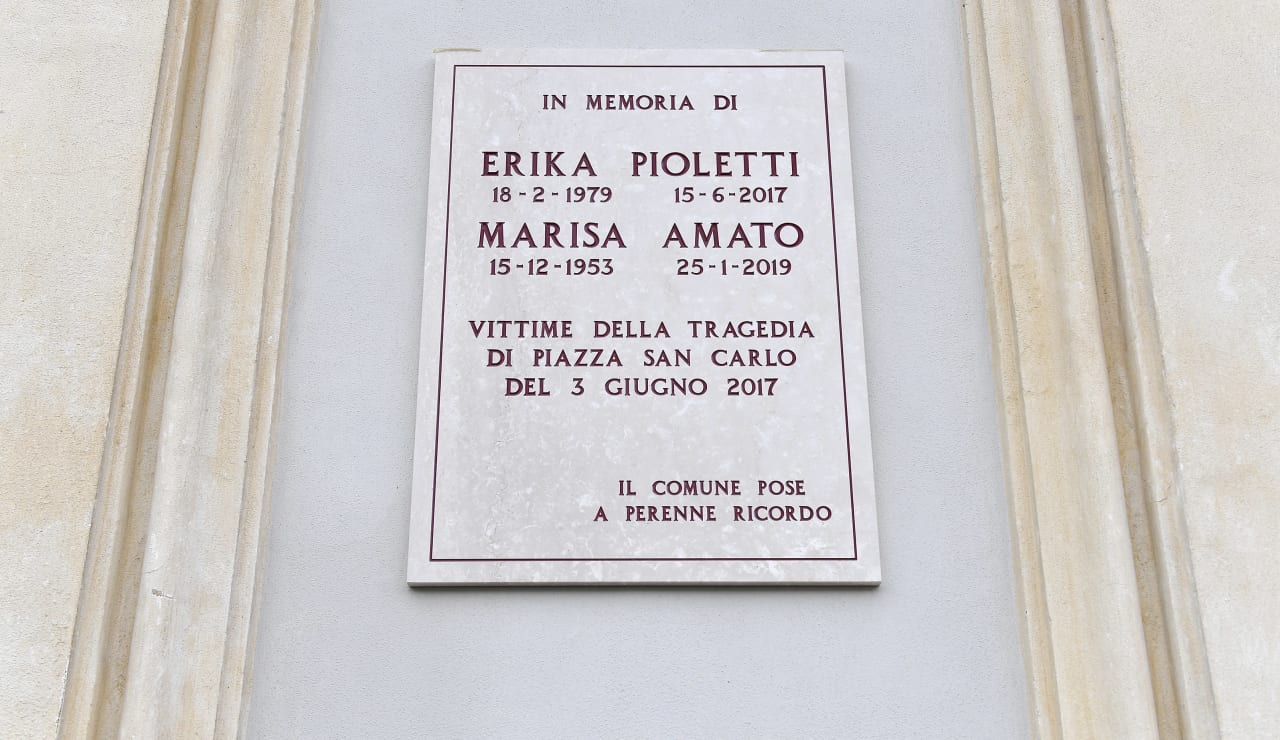 IN MEMORIA DI
ERIKA PIOLETTI
18-2-1979 15-6-2017
MARISA AMATO
15-12-1953 25-1-2019
VITTIME DELLA TRAGEDIA
DI PIAZZA SAN CARLO
DEL 3 GIUGNO 2017
IL COMUNE POSE
A PERENNE RICORDO